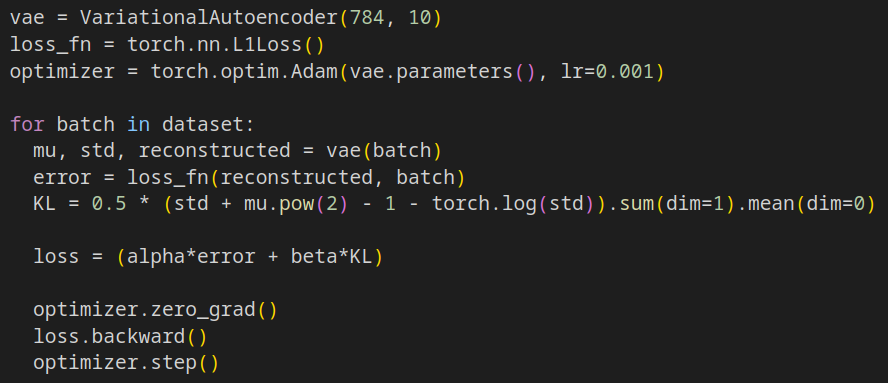 vae = VariationalAutoencoder(784, 10)
loss_fn = torch.nn.L1Loss()
optimizer = torch.optim.Adam(vae.parameters(), lr=0.001)

for batch in dataset:
  mu, std, reconstructed = vae(batch)
  error = loss_fn(reconstructed, batch)
  KL = 0.5 * (std + mu.pow(2) - 1 - torch.log(std)).sum(dim=1).mean(dim=0)

  loss = (alpha*error + beta*KL)

  optimizer.zero_grad()
  loss.backward()
  optimizer.step()